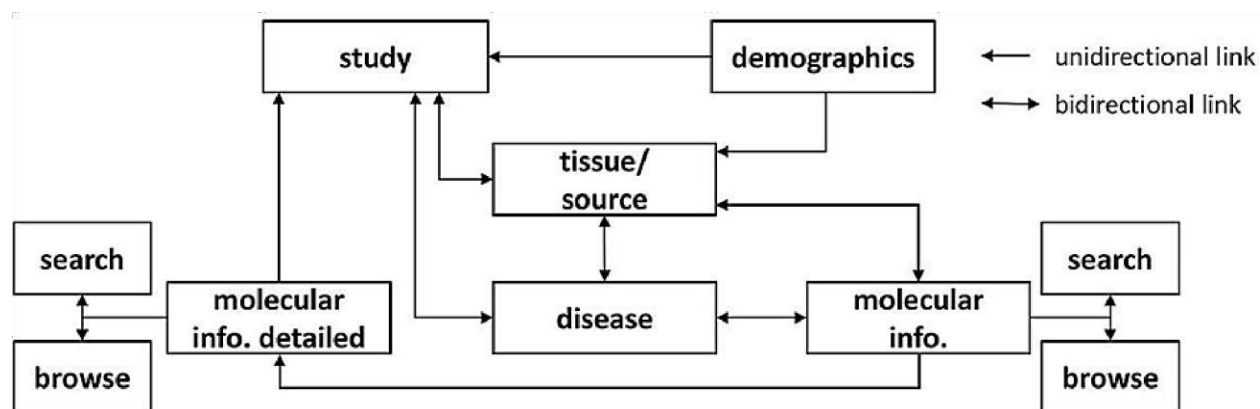 study
demographics
unidirectional link
bidirectional link
tissue/
source
search
search
molecular
info. detailed
disease
molecular
info.
browse
browse